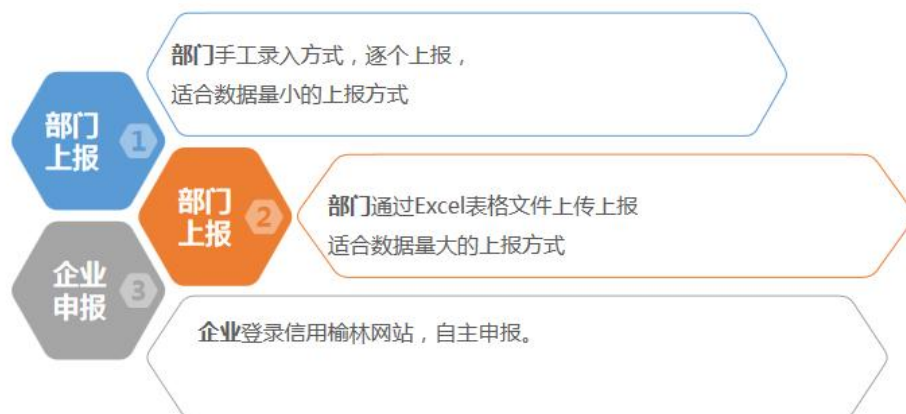 部门手工录入方式，逐个上报，
适合数据量小的上报方式
部门
上报
1
部门
上报
2
部门通过Excel表格文件上传上报
适合数据量大的上报方式
企业
申报
3
企业登录信用榆林网站，自主申报。